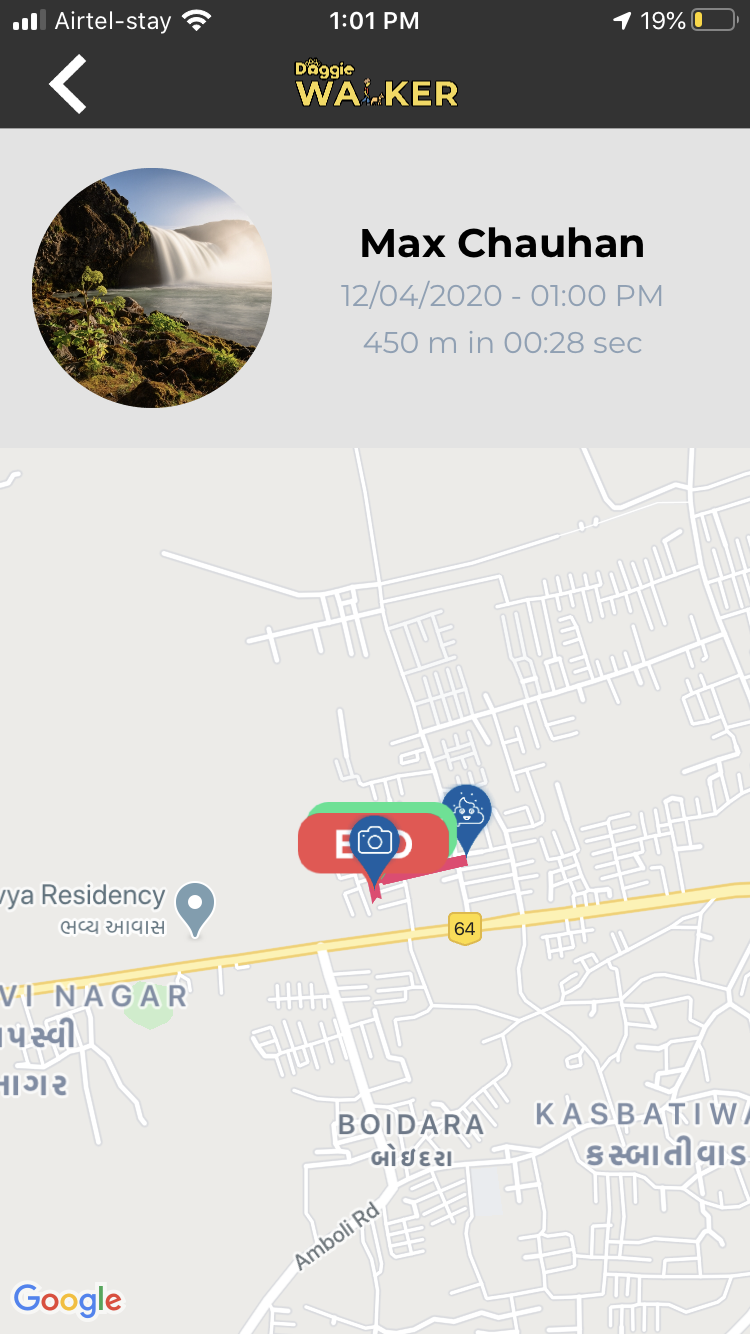 Airtel-stay 1:01 PM 19%
Doggie
WALKER
Max Chauhan
12/04/2020 - 01:00 PM
450 m in 00:28 sec
vya Residency
ભવ્ય આવાસ
64
VI NAGAR
પસ્વી
નાગર
BOIDARA
બોઇદરા
KASBATIWA
કસ્બાતીવાડ
Amboli Rd
Google